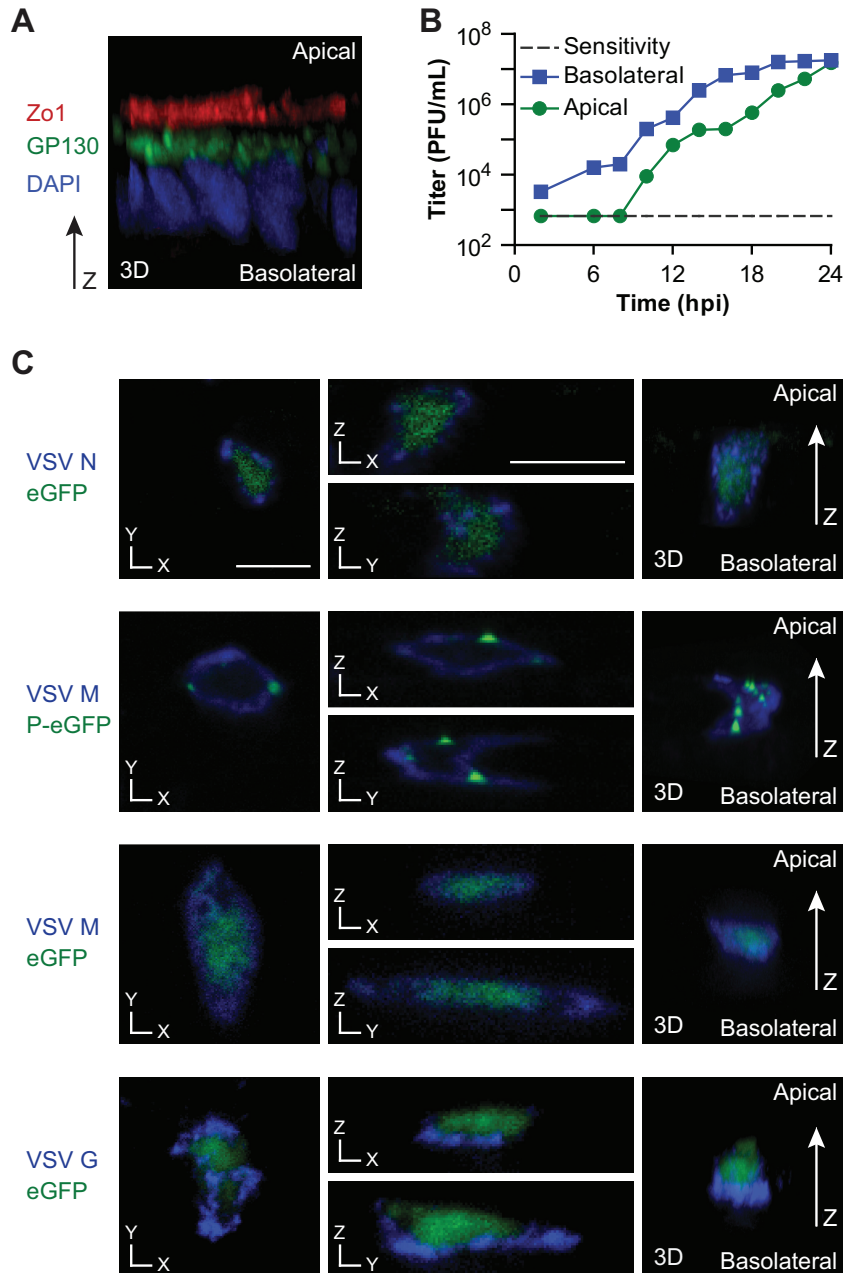 A
Apical
Zo1
GP130
DAPI
Z
3D
Basolateral
B
Titer (PFU/mL)
10^8
10^6
10^4
10^2
Sensitivity
Basolateral
Apical
0 6 12 18 24
Time (hpi)
C
VSV N
eGFP
Y
X
Z
X
Z
Y
Apical
Z
3D
Basolateral
VSV M
P-eGFP
Y
X
Z
X
Z
Y
Apical
Z
3D
Basolateral
VSV M
eGFP
Y
X
Z
X
Z
Y
Apical
Z
3D
Basolateral
VSV G
eGFP
Y
X
Z
X
Z
Y
Apical
Z
3D
Basolateral